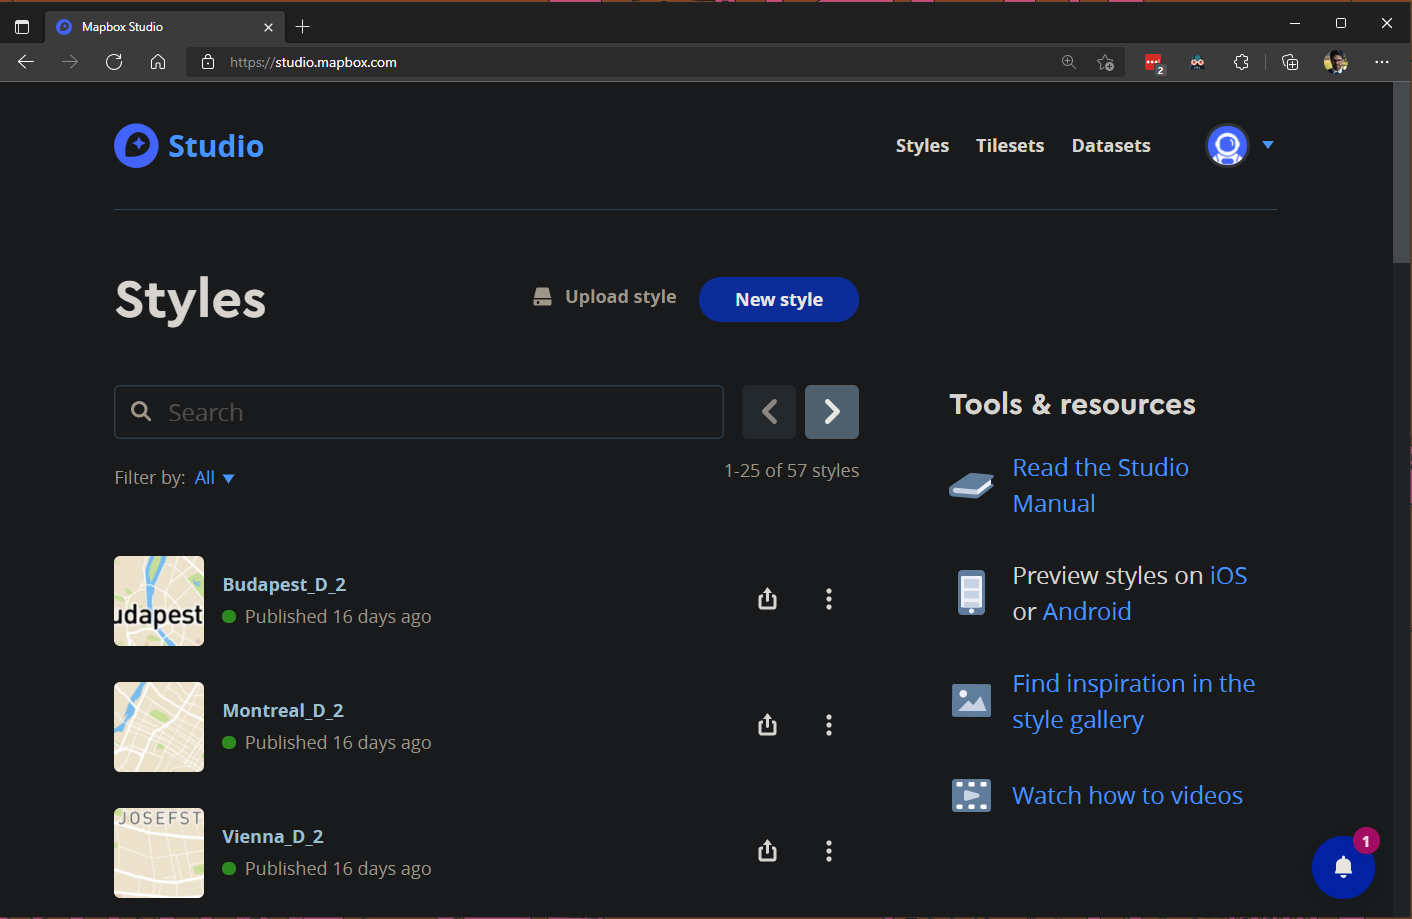 Mapbox Studio
https://studio.mapbox.com
2
Studio
Styles Tilesets Datasets
Styles
Upload style
New style
Search
Filter by: All
1-25 of 57 styles
udapest
Budapest_D_2
Published 16 days ago
Montreal_D_2
Published 16 days ago
JOSEFST
Vienna_D_2
Published 16 days ago
Tools & resources
Read the Studio
Manual
Preview styles on iOS
or Android
Find inspiration in the
style gallery
Watch how to videos
1